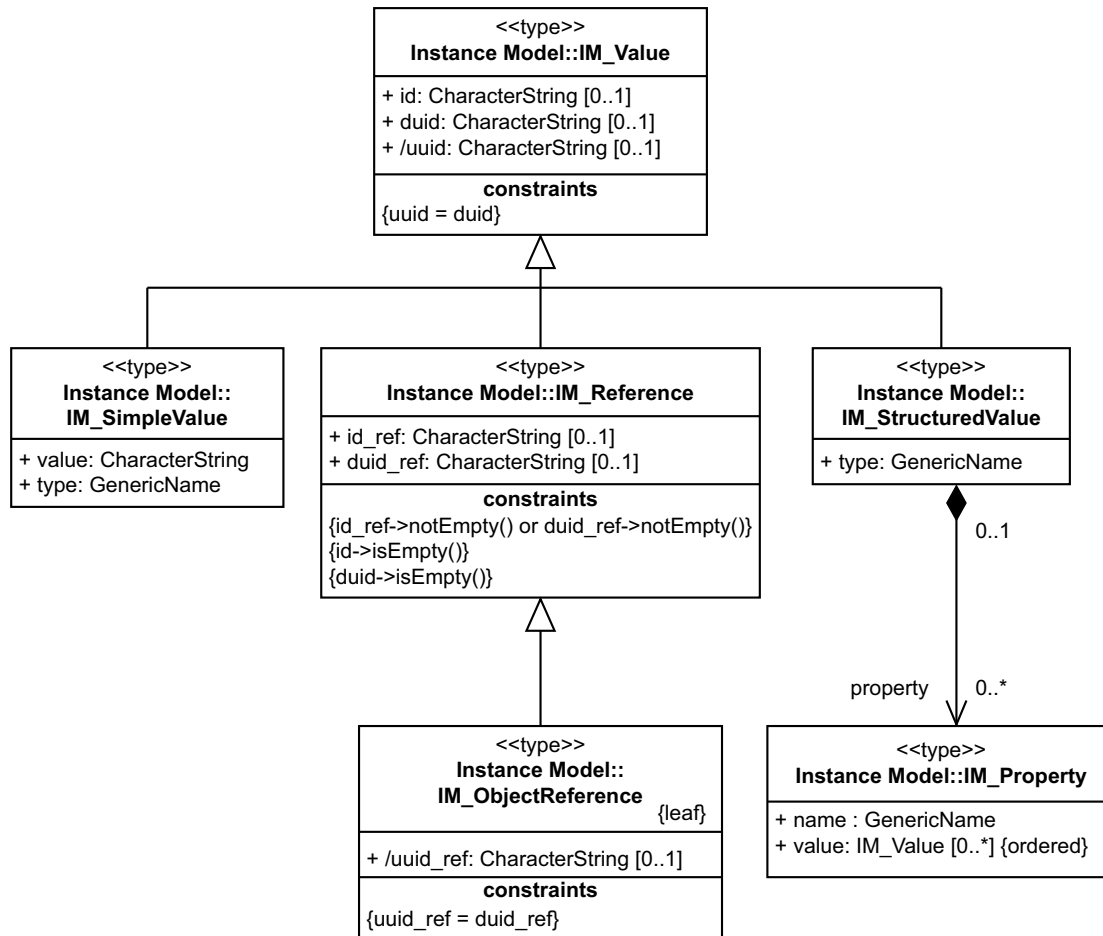 <<type>>
Instance Model::IM_Value
+ id: CharacterString [0..1]
+ duid: CharacterString [0..1]
+ /uuid: CharacterString [0..1]
constraints
{uuid = duid}
<<type>>
Instance Model::
IM_SimpleValue
+ value: CharacterString
+ type: GenericName
<<type>>
Instance Model::IM_Reference
+ id_ref: CharacterString [0..1]
+ duid_ref: CharacterString [0..1]
constraints
{id_ref->notEmpty() or duid_ref->notEmpty()}
{id->isEmpty()}
{duid->isEmpty()}
<<type>>
Instance Model::
IM_StructuredValue
+ type: GenericName
0..1
property
0..*
<<type>>
Instance Model::
IM_ObjectReference
{leaf}
+ /uuid_ref: CharacterString [0..1]
constraints
{uuid_ref = duid_ref}
<<type>>
Instance Model::IM_Property
+ name : GenericName
+ value: IM_Value [0..*] {ordered}